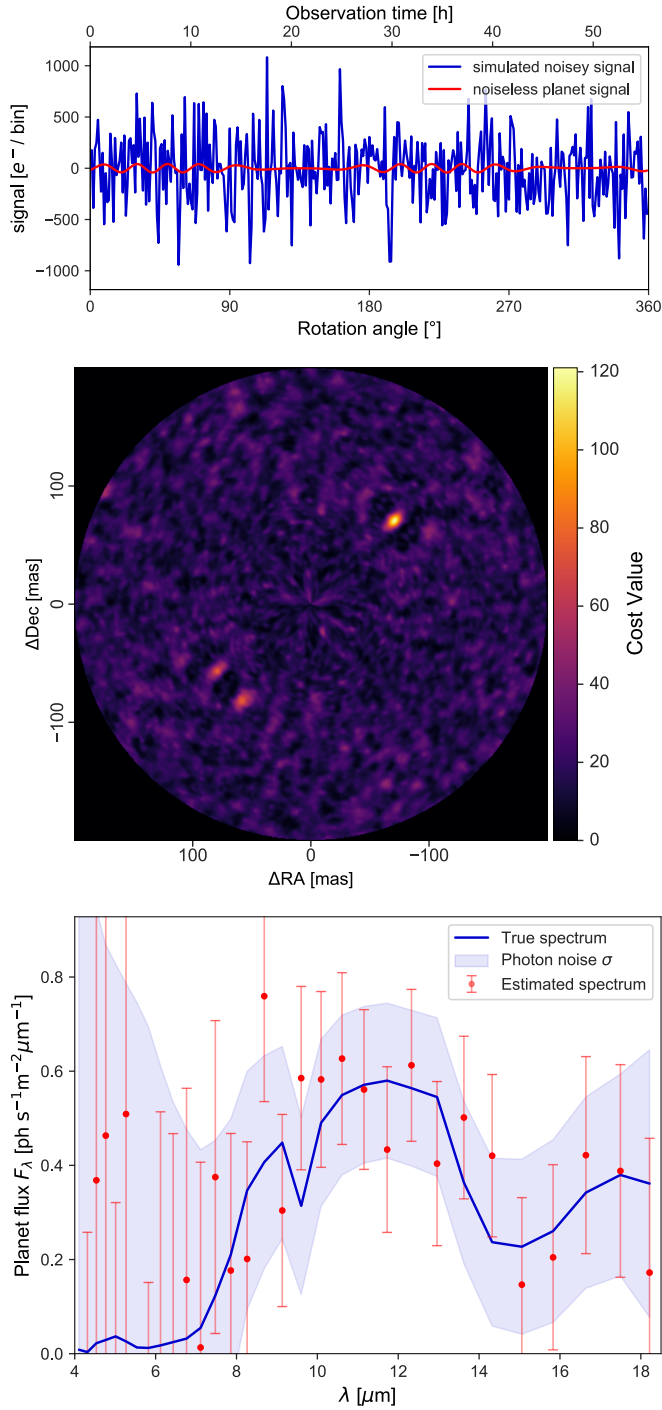 Observation time [h]
0 10 20 30 40 50
1000
500
0
−500
−1000
signal [e⁻ / bin]
simulated noisey signal
noiseless planet signal
0 90 180 270 360
Rotation angle [°]
100
0
−100
ΔDec [mas]
100 0 −100
ΔRA [mas]
120
100
80
60
40
20
0
Cost Value
0.8
0.6
0.4
0.2
0.0
Planet flux F_λ [ph s⁻¹m⁻²μm⁻¹]
True spectrum
Photon noise σ
Estimated spectrum
4 6 8 10 12 14 16 18
λ [μm]